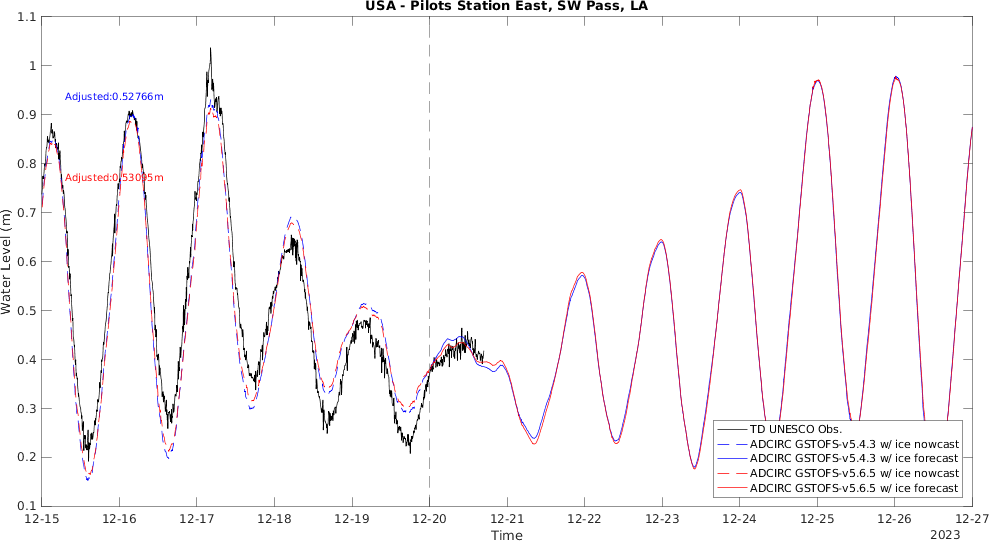 USA - Pilots Station East, SW Pass, LA
1.1
1
0.9
0.8
0.7
0.6
0.5
0.4
0.3
0.2
0.1
Water Level (m)
Adjusted:0.52766m
Adjusted:0.53095m
TD UNESCO Obs.
ADCIRC GSTOFS-v5.4.3 w/ ice nowcast
ADCIRC GSTOFS-v5.4.3 w/ ice forecast
ADCIRC GSTOFS-v5.6.5 w/ ice nowcast
ADCIRC GSTOFS-v5.6.5 w/ ice forecast
12-15 12-16 12-17 12-18 12-19 12-20 12-21 12-22 12-23 12-24 12-25 12-26 12-27
Time
2023